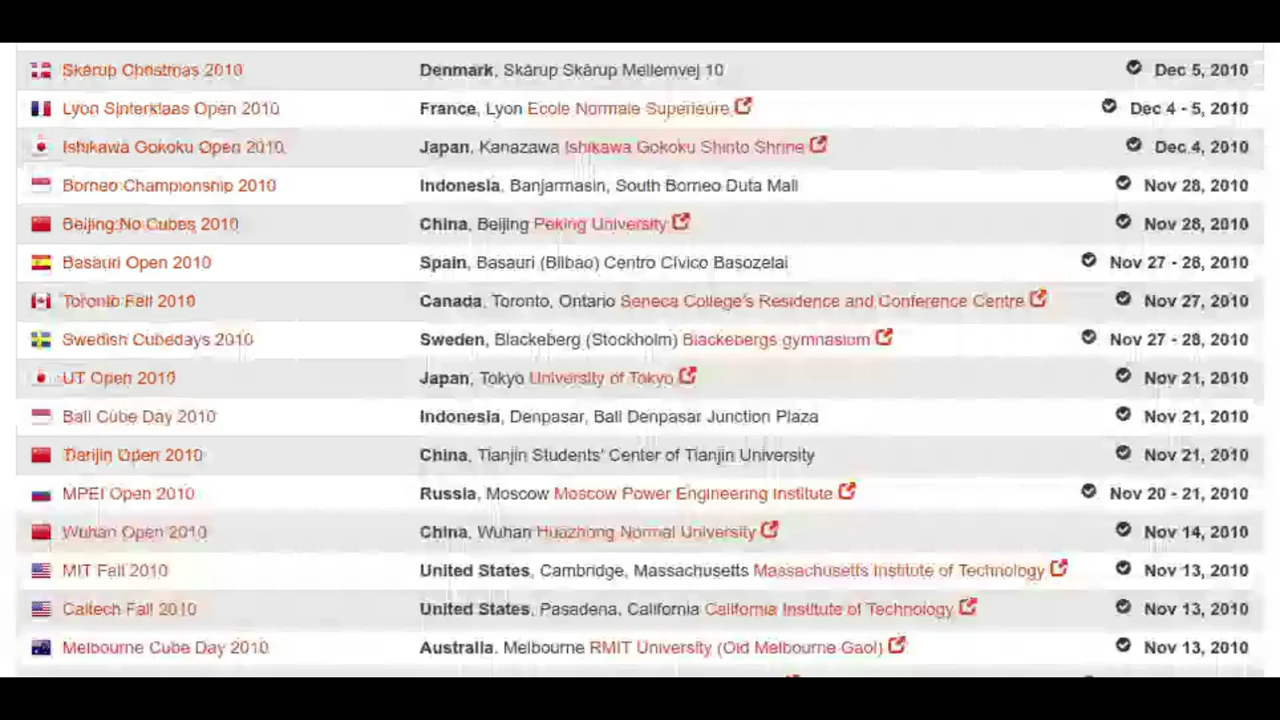 Skårup Christmas 2010 Denmark, Skårup Skårup Mellemvej 10 Dec 5, 2010
Lyon Sinterklaas Open 2010 France, Lyon Ecole Normale Superieure Dec 4 - 5, 2010
Ishikawa Gokoku Open 2010 Japan, Kanazawa Ishikawa Gokoku Shinto Shrine Dec 4, 2010
Borneo Championship 2010 Indonesia, Banjarmasin, South Borneo Duta Mall Nov 28, 2010
Beijing No Cubes 2010 China, Beijing Peking University Nov 28, 2010
Basauri Open 2010 Spain, Basauri (Bilbao) Centro Cívico Basozelai Nov 27 - 28, 2010
Toronto Fall 2010 Canada, Toronto, Ontario Seneca College's Residence and Conference Centre Nov 27, 2010
Swedish Cubedays 2010 Sweden, Blackeberg (Stockholm) Blackebergs gymnasium Nov 27 - 28, 2010
UT Open 2010 Japan, Tokyo University of Tokyo Nov 21, 2010
Bali Cube Day 2010 Indonesia, Denpasar, Bali Denpasar Junction Plaza Nov 21, 2010
Tianjin Open 2010 China, Tianjin Students' Center of Tianjin University Nov 21, 2010
MPEI Open 2010 Russia, Moscow Moscow Power Engineering Institute Nov 20 - 21, 2010
Wuhan Open 2010 China, Wuhan Huazhong Normal University Nov 14, 2010
MIT Fall 2010 United States, Cambridge, Massachusetts Massachusetts Institute of Technology Nov 13, 2010
Caltech Fall 2010 United States, Pasadena, California California Institute of Technology Nov 13, 2010
Melbourne Cube Day 2010 Australia, Melbourne RMIT University (Old Melbourne Gaol) Nov 13, 2010